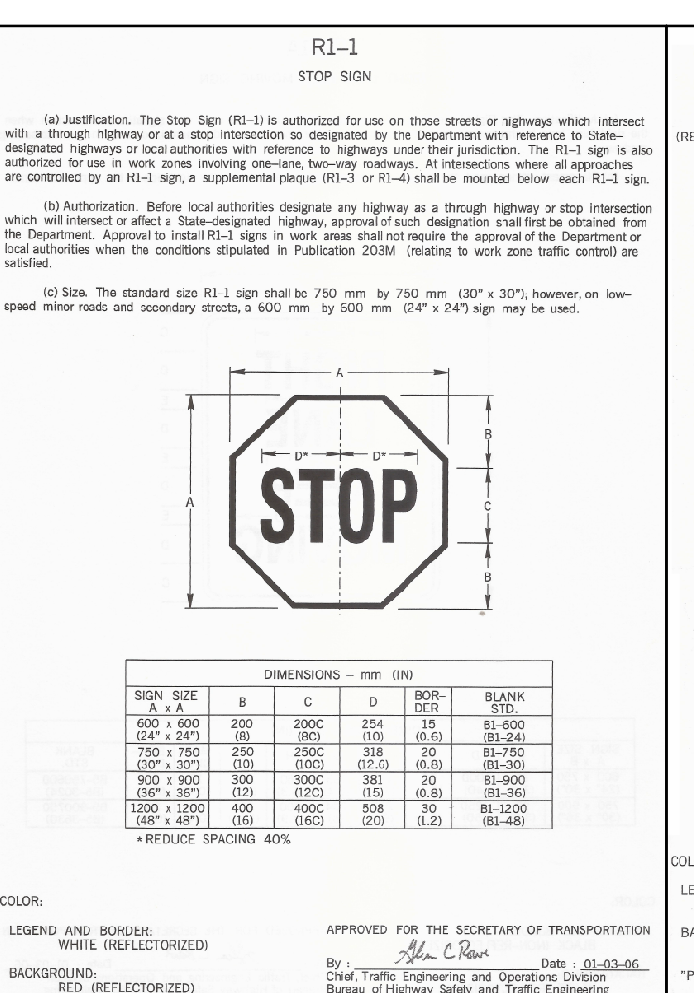 R1–1
STOP SIGN
(a) Justification. The Stop Sign (R1–1) is authorized for use on those streets or highways which intersect
with a through highway or at a stop intersection so designated by the Department with reference to State–
designated highways or local authorities with reference to highways under their jurisdiction. The R1–1 sign is also
authorized for use in work zones involving one–lane, two–way roadways. At intersections where all approaches
are controlled by an R1–1 sign, a supplemental plaque (R1–3 or R1–4) shall be mounted below each R1–1 sign.
(b) Authorization. Before local authorities designate any highway as a through highway or stop intersection
which will intersect or affect a State–designated highway, approval of such designation shall first be obtained from
the Department. Approval to install R1–1 signs in work areas shall not require the approval of the Department or
local authorities when the conditions stipulated in Publication 203M (relating to work zone traffic control) are
satisfied.
(c) Size. The standard size R1–1 sign shall be 750 mm by 750 mm (30" x 30"); however, on low–
speed minor roads and secondary streets, a 600 mm by 600 mm (24" x 24") sign may be used.
A
D* D*
B
STOP
A
C
B
DIMENSIONS – mm (IN)
SIGN SIZE A x A B C D BOR– DER BLANK STD.
600 x 600 (24" x 24") 200 (8) 200C (8C) 254 (10) 15 (0.6) B1–600 (B1–24)
750 x 750 (30" x 30") 250 (10) 250C (10C) 318 (12.6) 20 (0.8) B1–750 (B1–30)
900 x 900 (36" x 36") 300 (12) 300C (12C) 381 (15) 20 (0.8) B1–900 (B1–36)
1200 x 1200 (48" x 48") 400 (16) 400C (16C) 508 (20) 30 (1.2) B1–1200 (B1–48)
*REDUCE SPACING 40%
COLOR:
LEGEND AND BORDER:
WHITE (REFLECTORIZED)
BACKGROUND:
RED (REFLECTORIZED)
APPROVED FOR THE SECRETARY OF TRANSPORTATION
By : Glenn C Rowe Date : 01–03–06
Chief, Traffic Engineering and Operations Division
Bureau of Highway Safety and Traffic Engineering
(RE
COL
LE
BA
"P